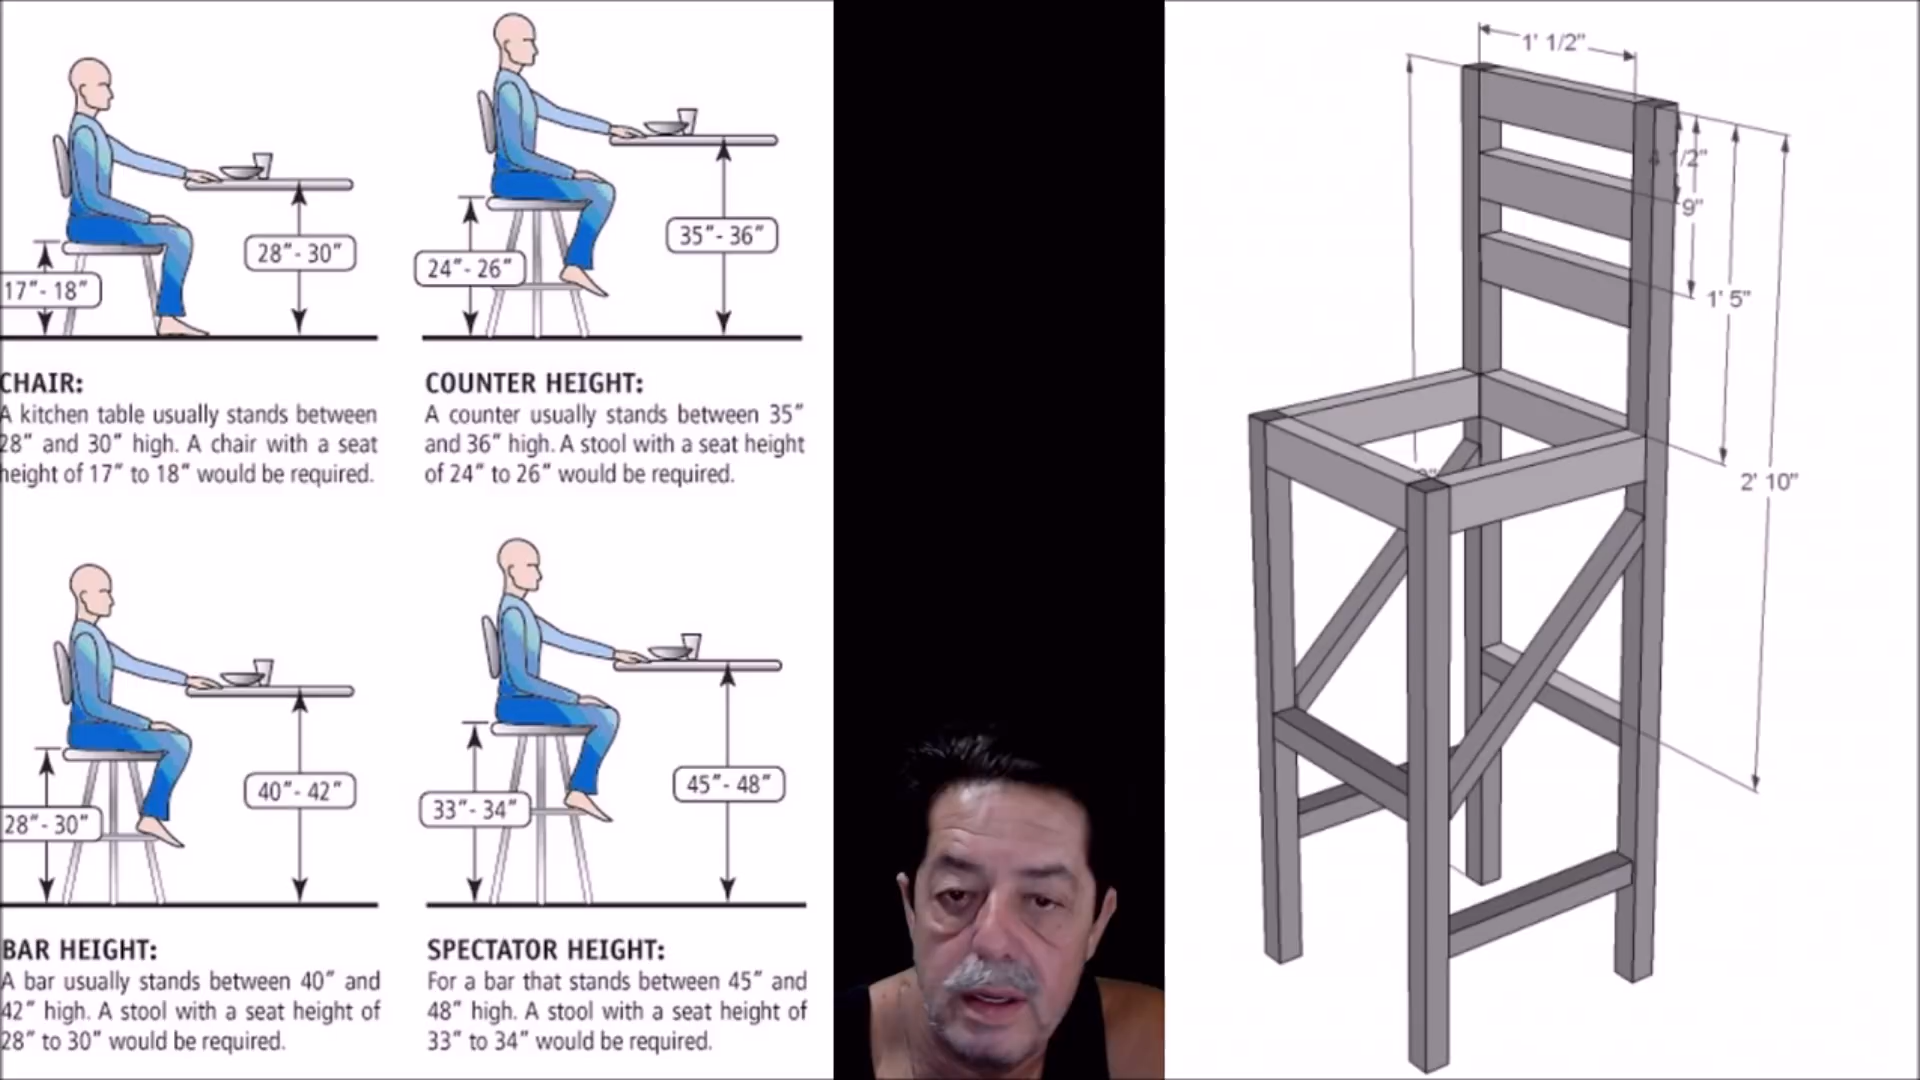 28"- 30"
17"- 18"
CHAIR:
A kitchen table usually stands between
28" and 30" high. A chair with a seat
height of 17" to 18" would be required.
35"- 36"
24"- 26"
COUNTER HEIGHT:
A counter usually stands between 35"
and 36" high. A stool with a seat height
of 24" to 26" would be required.
40"- 42"
28"- 30"
BAR HEIGHT:
A bar usually stands between 40" and
42" high. A stool with a seat height of
28" to 30" would be required.
45"- 48"
33"- 34"
SPECTATOR HEIGHT:
For a bar that stands between 45" and
48" high. A stool with a seat height of
33" to 34" would be required.
1' 1/2"
4 1/2"
9"
1' 5"
2' 10"